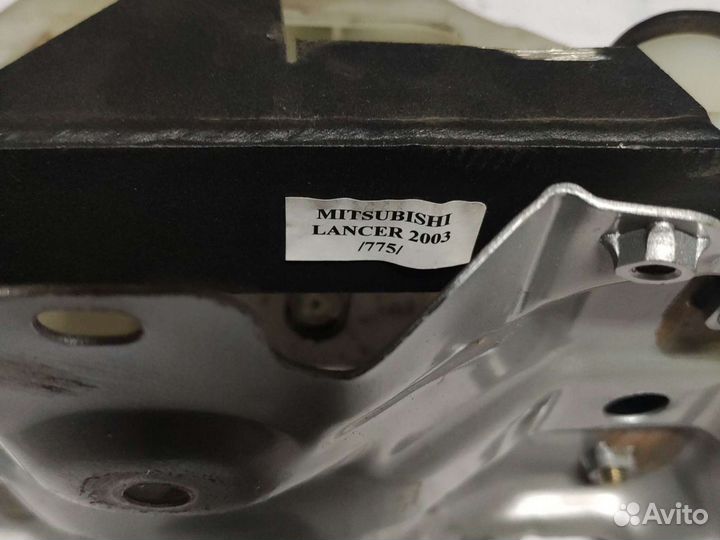 MITSUBISHI
LANCER 2003
/775/
Avito